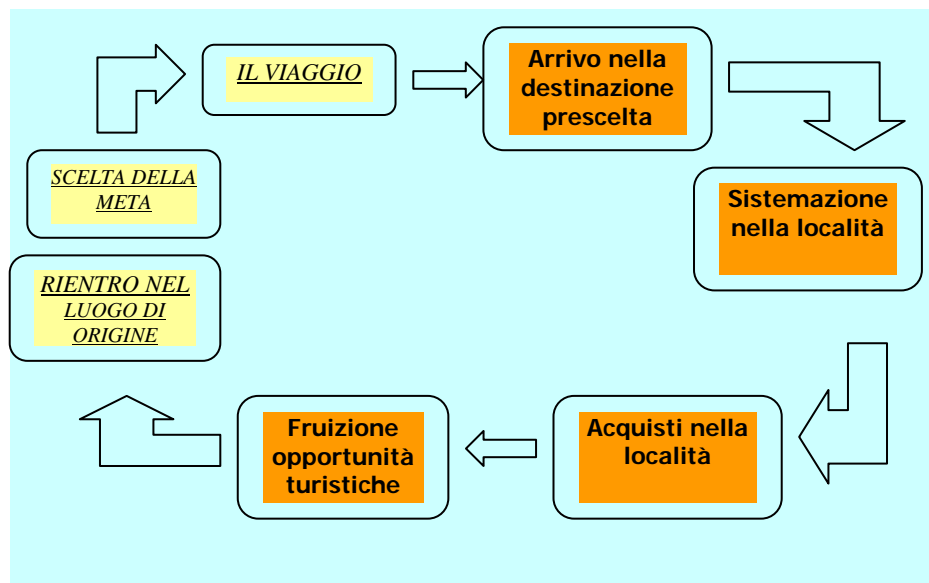 IL VIAGGIO
Arrivo nella
destinazione
prescelta
SCELTA DELLA
META
Sistemazione
nella località
RIENTRO NEL
LUOGO DI
ORIGINE
Fruizione
opportunità
turistiche
Acquisti nella
località